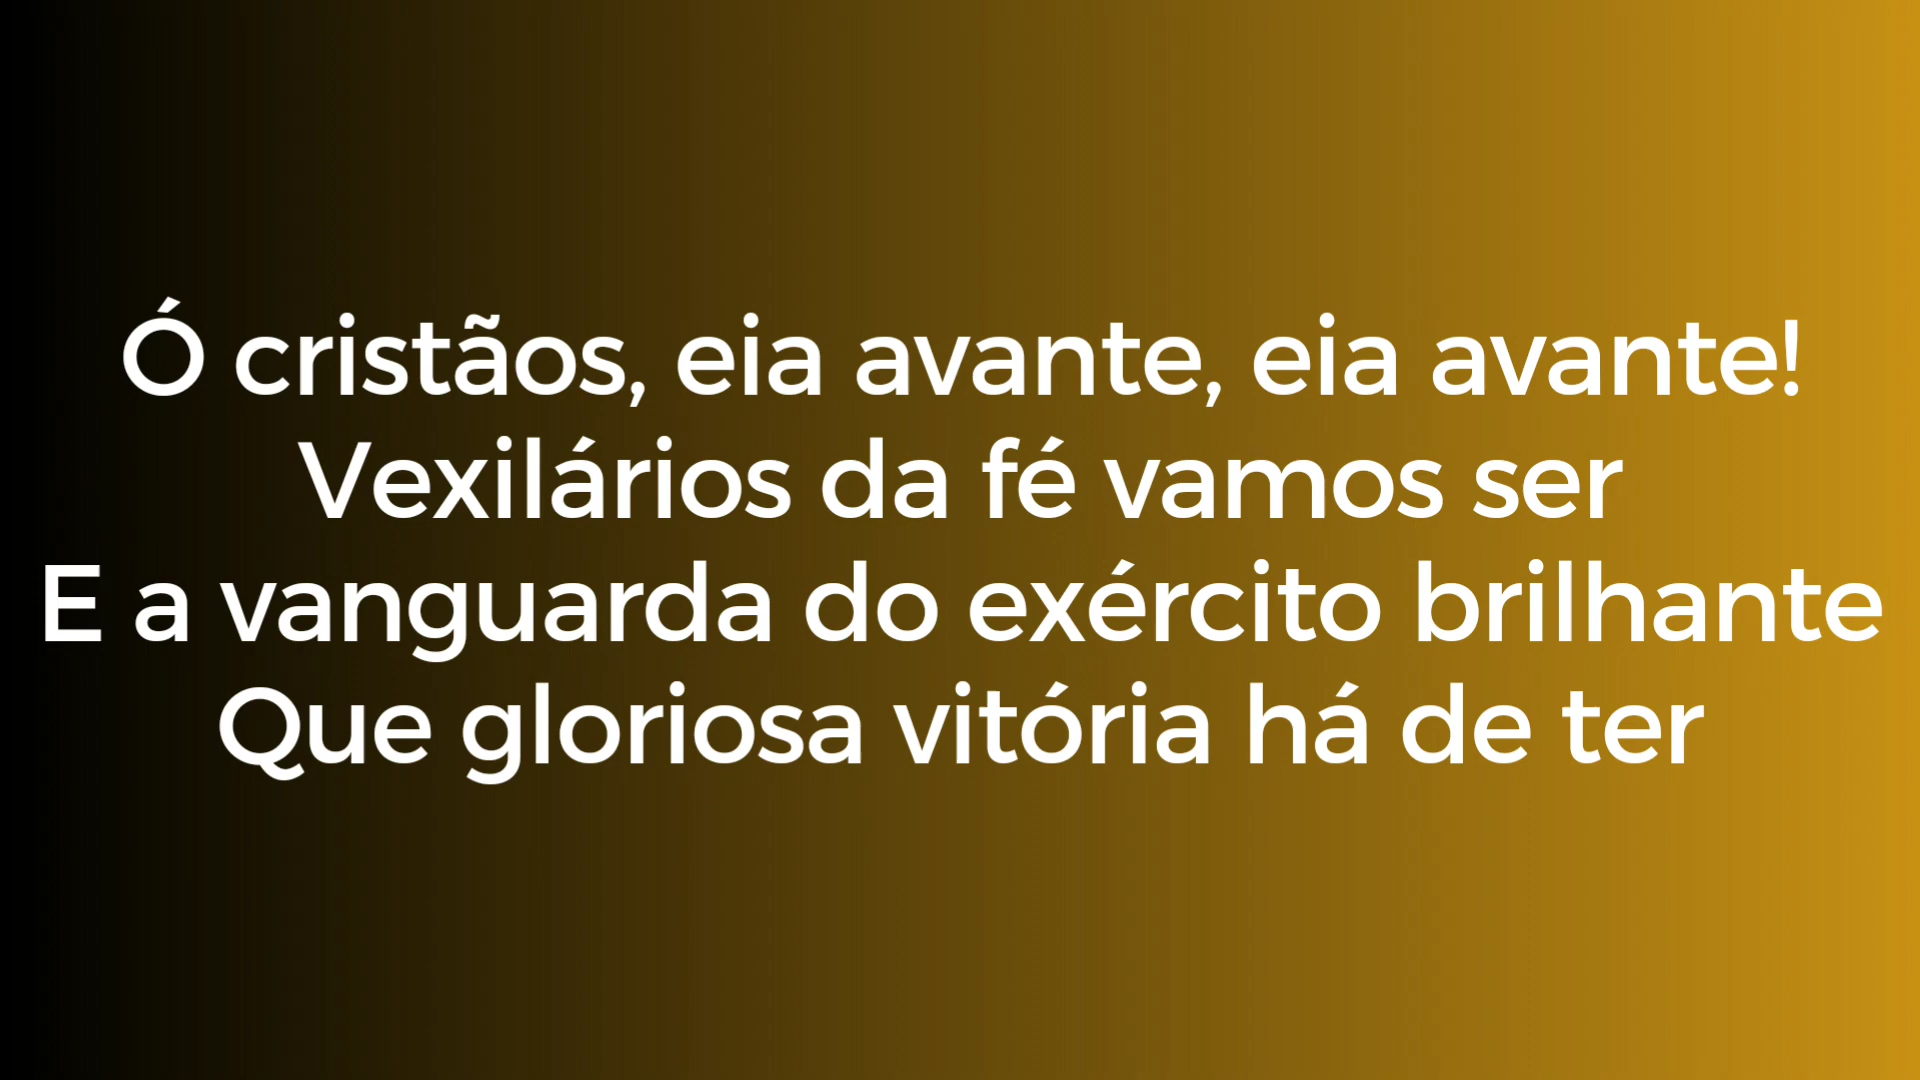 Ó cristãos, eia avante, eia avante!
Vexilários da fé vamos ser
E a vanguarda do exército brilhante
Que gloriosa vitória há de ter